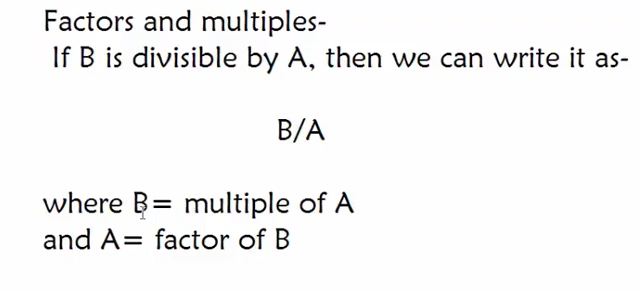 Factors and multiples-
If B is divisible by A, then we can write it as-
B/A
where B= multiple of A
and A= factor of B